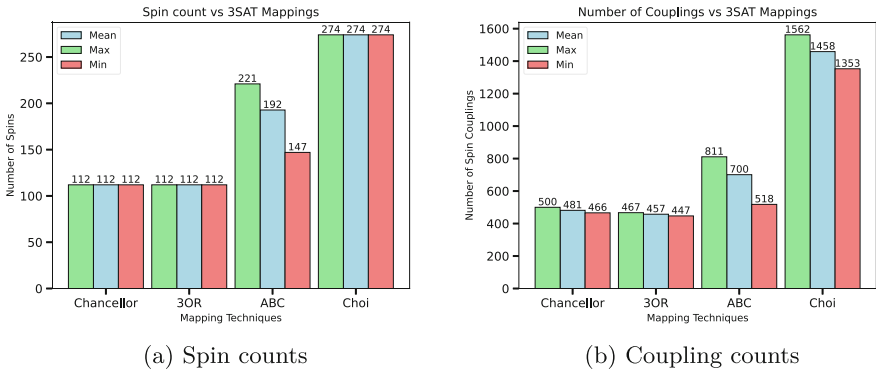 Spin count vs 3SAT Mappings
Mean
Max
Min
Number of Spins
250
200
150
100
50
0
112 112 112
112 112 112
221
192
147
274 274 274
Chancellor
3OR
ABC
Choi
Mapping Techniques
(a) Spin counts
Number of Couplings vs 3SAT Mappings
Mean
Max
Min
Number of Spin Couplings
1600
1400
1200
1000
800
600
400
200
0
500
481
466
467
457
447
811
700
518
1562
1458
1353
Chancellor
3OR
ABC
Choi
Mapping Techniques
(b) Coupling counts